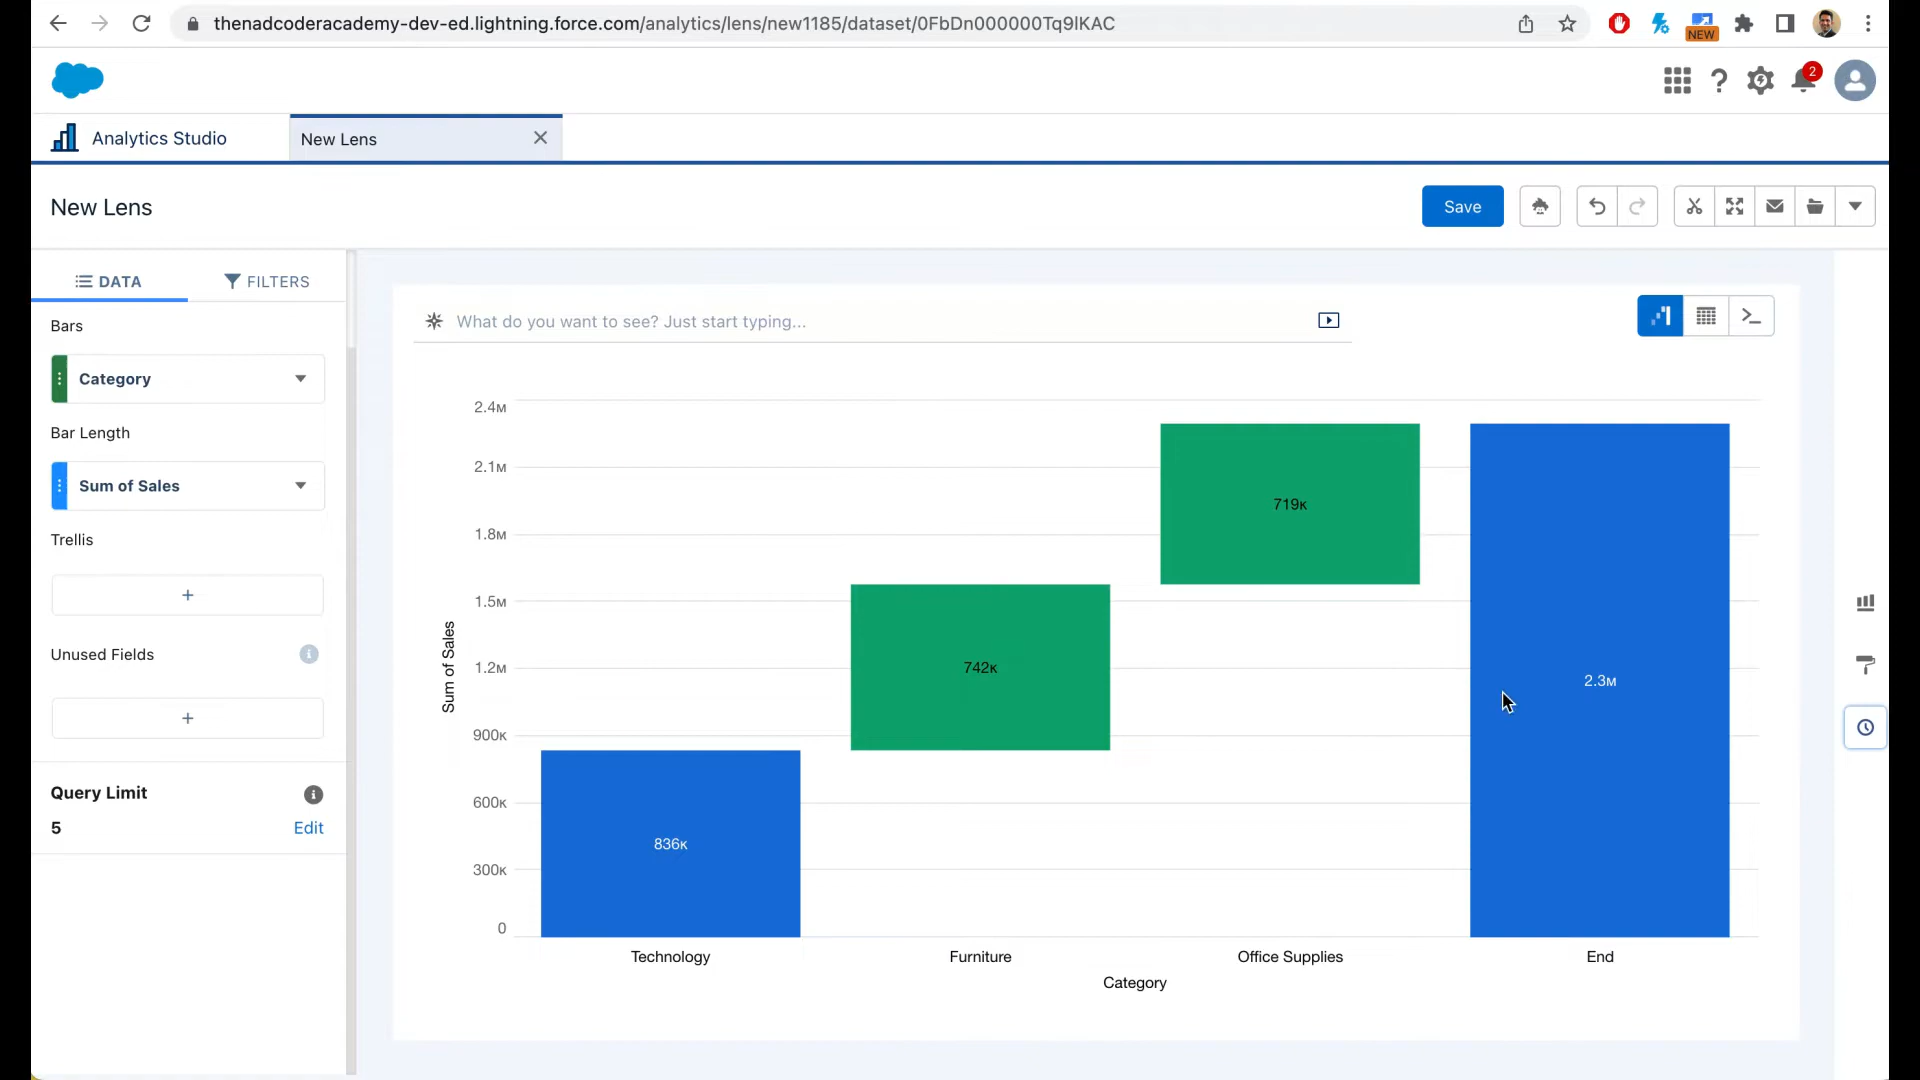 thenadcoderacademy-dev-ed.lightning.force.com/analytics/lens/new1185/dataset/0FbDn000000Tq9lKAC
NEW
2
Analytics Studio
New Lens
New Lens
Save
DATA
FILTERS
Bars
Category
Bar Length
Sum of Sales
Trellis
+
Unused Fields
+
Query Limit
5
Edit
What do you want to see? Just start typing...
2.4M
2.1M
1.8M
1.5M
1.2M
900K
600K
300K
0
Sum of Sales
836K
742K
719K
2.3M
Technology
Furniture
Office Supplies
End
Category